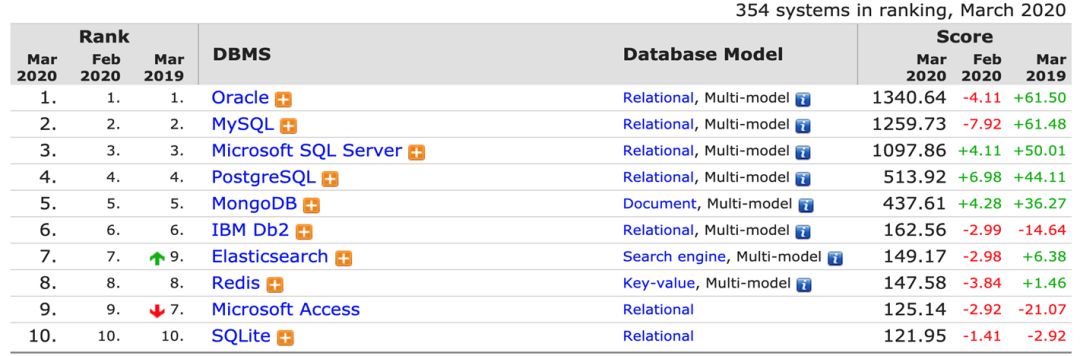 354 systems in ranking, March 2020
Rank DBMS Database Model Score
Mar 2020 Feb 2020 Mar 2019 Mar 2020 Feb 2020 Mar 2019
1. 1. 1. Oracle Relational, Multi-model 1340.64 -4.11 +61.50
2. 2. 2. MySQL Relational, Multi-model 1259.73 -7.92 +61.48
3. 3. 3. Microsoft SQL Server Relational, Multi-model 1097.86 +4.11 +50.01
4. 4. 4. PostgreSQL Relational, Multi-model 513.92 +6.98 +44.11
5. 5. 5. MongoDB Document, Multi-model 437.61 +4.28 +36.27
6. 6. 6. IBM Db2 Relational, Multi-model 162.56 -2.99 -14.64
7. 7. 9. Elasticsearch Search engine, Multi-model 149.17 -2.98 +6.38
8. 8. 8. Redis Key-value, Multi-model 147.58 -3.84 +1.46
9. 9. 7. Microsoft Access Relational 125.14 -2.92 -21.07
10. 10. 10. SQLite Relational 121.95 -1.41 -2.92